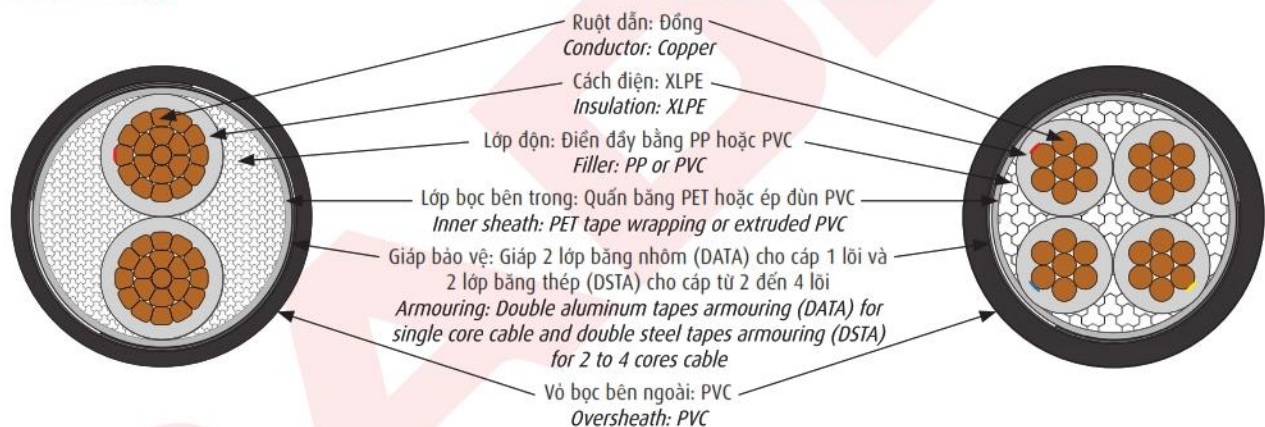 Ruột dẫn: Đồng
Conductor: Copper
Cách điện: XLPE
Insulation: XLPE
Lớp độn: Điền đầy bằng PP hoặc PVC
Filler: PP or PVC
Lớp bọc bên trong: Quấn băng PET hoặc ép đùn PVC
Inner sheath: PET tape wrapping or extruded PVC
Giáp bảo vệ: Giáp 2 lớp băng nhôm (DATA) cho cáp 1 lõi và
2 lớp băng thép (DSTA) cho cáp từ 2 đến 4 lõi
Armouring: Double aluminum tapes armouring (DATA) for
single core cable and double steel tapes armouring (DSTA)
for 2 to 4 cores cable
Vỏ bọc bên ngoài: PVC
Oversheath: PVC